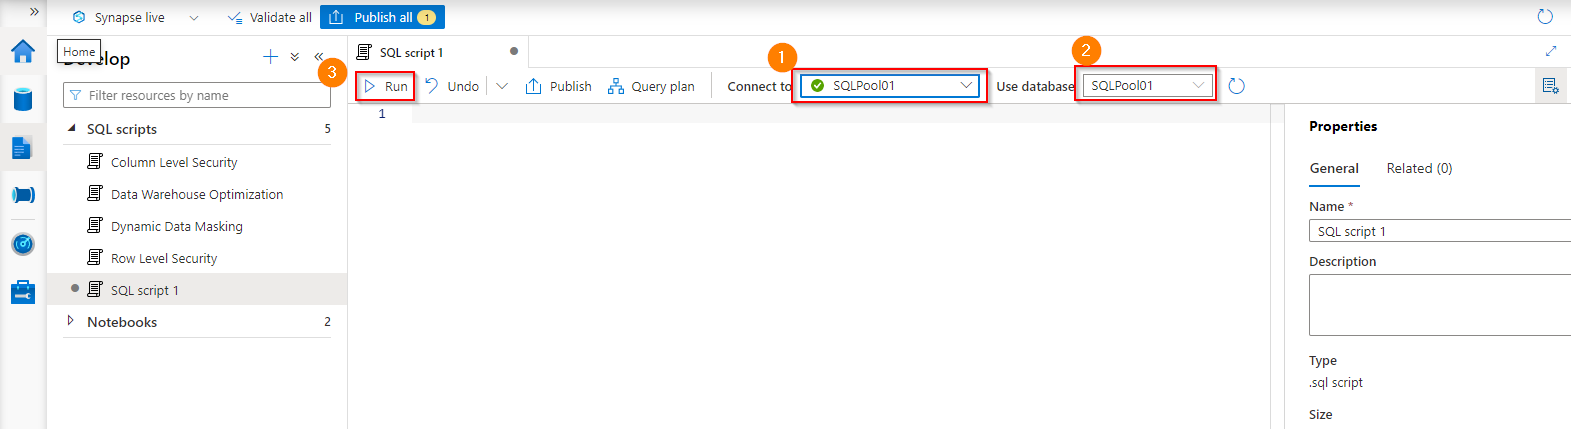 »
Synapse live
Validate all
Publish all 1
Home
Develop
«
Filter resources by name
SQL scripts 5
Column Level Security
Data Warehouse Optimization
Dynamic Data Masking
Row Level Security
SQL script 1
Notebooks 2
SQL script 1
3
1
2
Run
Undo
Publish
Query plan
Connect to
SQLPool01
Use database
SQLPool01
1
Properties
General
Related (0)
Name *
SQL script 1
Description
Type
.sql script
Size